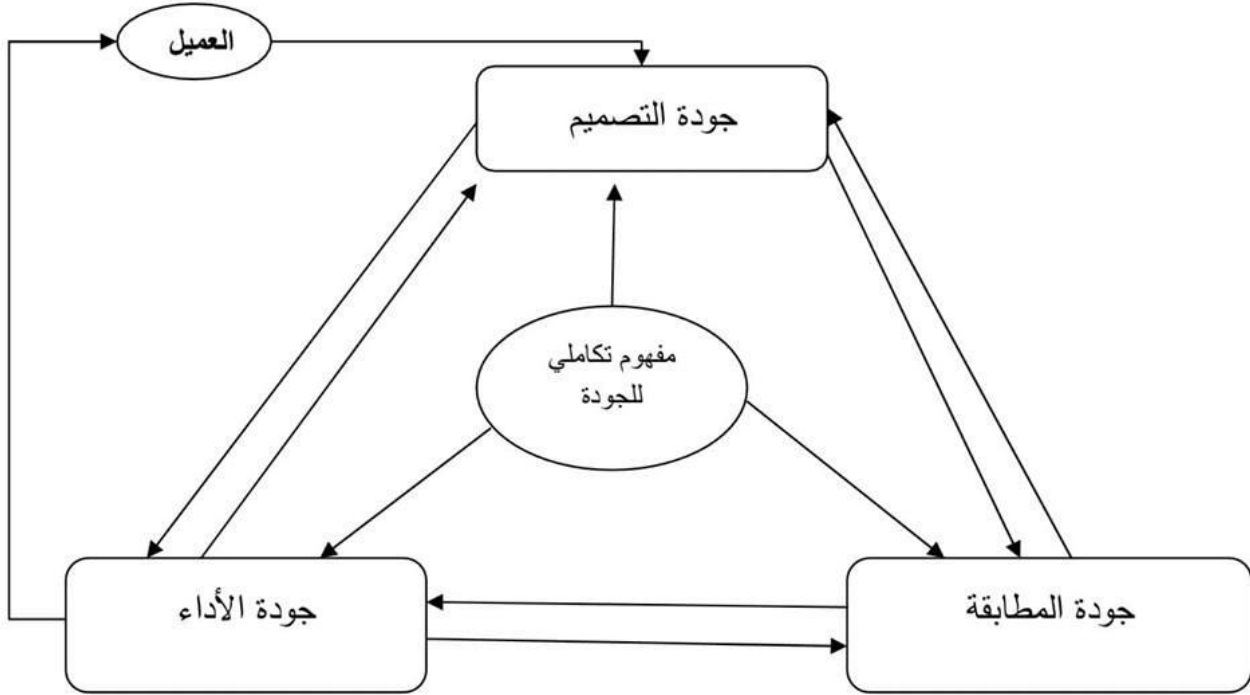 العميل
جودة التصميم
مفهوم تكاملي
للجودة
جودة المطابقة
جودة الأداء